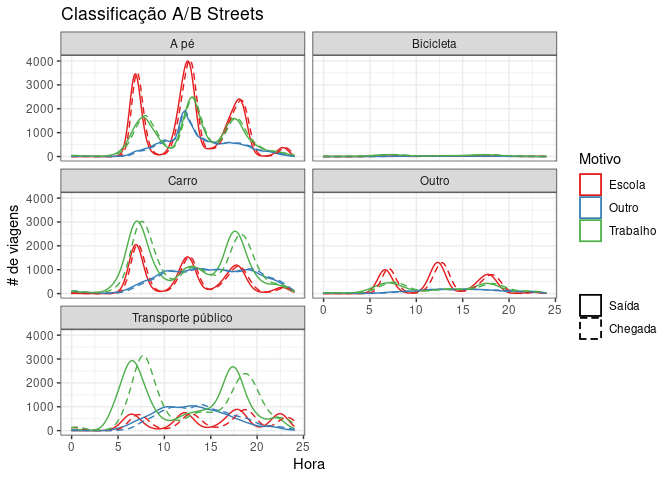 Classificação A/B Streets
A pé
Bicicleta
4000
3000
2000
1000
0
Carro
Outro
4000
3000
2000
1000
0
0 5 10 15 20 25
Transporte público
4000
3000
2000
1000
0
0 5 10 15 20 25
Hora
# de viagens
Motivo
Escola
Outro
Trabalho
Saída
Chegada